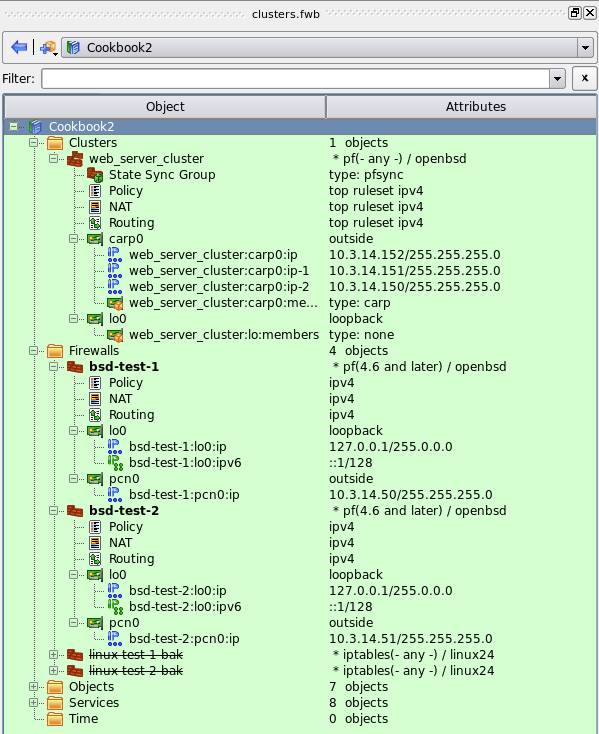 clusters.fwb
Cookbook2
Filter:
x
Object Attributes
Cookbook2
Clusters 1 objects
web_server_cluster * pf(- any -) / openbsd
State Sync Group type: pfsync
Policy top ruleset ipv4
NAT top ruleset ipv4
Routing top ruleset ipv4
carp0 outside
web_server_cluster:carp0:ip 10.3.14.152/255.255.255.0
web_server_cluster:carp0:ip-1 10.3.14.151/255.255.255.0
web_server_cluster:carp0:ip-2 10.3.14.150/255.255.255.0
web_server_cluster:carp0:me... type: carp
lo0 loopback
web_server_cluster:lo:members type: none
Firewalls 4 objects
bsd-test-1 * pf(4.6 and later) / openbsd
Policy ipv4
NAT ipv4
Routing ipv4
lo0 loopback
bsd-test-1:lo0:ip 127.0.0.1/255.0.0.0
bsd-test-1:lo0:ipv6 ::1/128
pcn0 outside
bsd-test-1:pcn0:ip 10.3.14.50/255.255.255.0
bsd-test-2 * pf(4.6 and later) / openbsd
Policy ipv4
NAT ipv4
Routing ipv4
lo0 loopback
bsd-test-2:lo0:ip 127.0.0.1/255.0.0.0
bsd-test-2:lo0:ipv6 ::1/128
pcn0 outside
bsd-test-2:pcn0:ip 10.3.14.51/255.255.255.0
linux-test-1-bak * iptables(- any -) / linux24
linux-test-2-bak * iptables(- any -) / linux24
Objects 7 objects
Services 8 objects
Time 0 objects